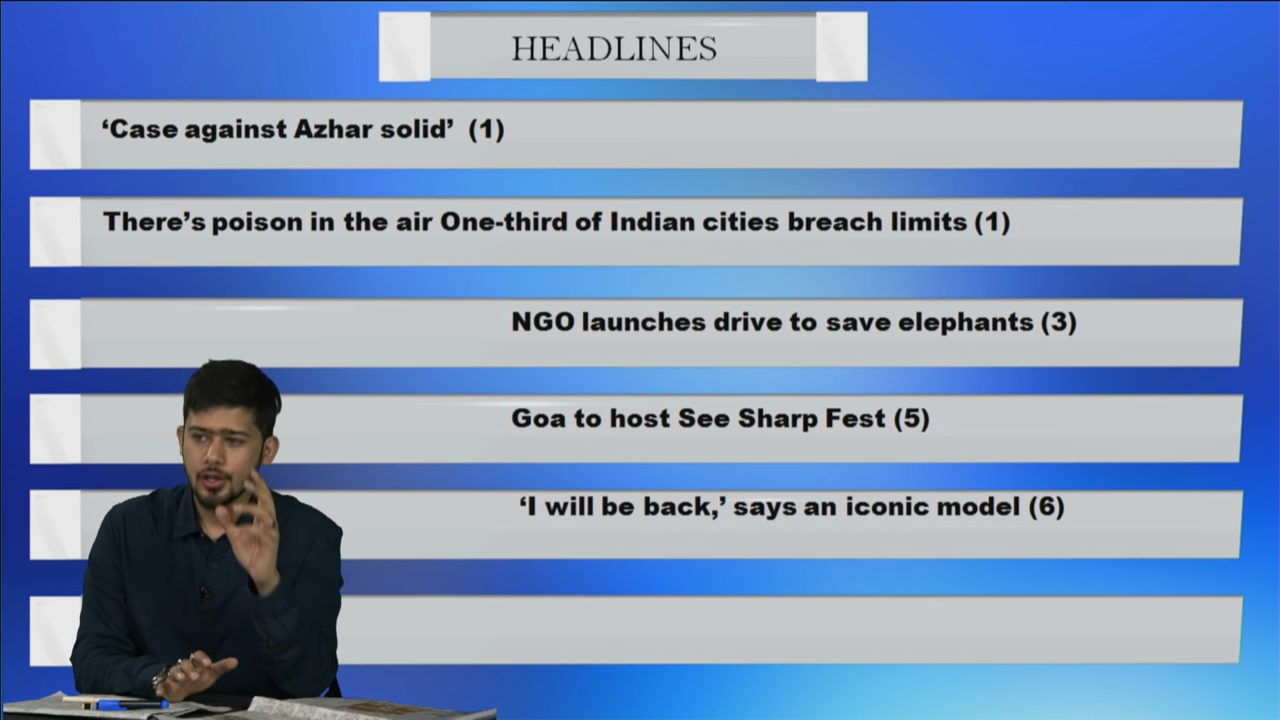 HEADLINES
‘Case against Azhar solid’ (1)
There’s poison in the air One-third of Indian cities breach limits (1)
NGO launches drive to save elephants (3)
Goa to host See Sharp Fest (5)
‘I will be back,’ says an iconic model (6)